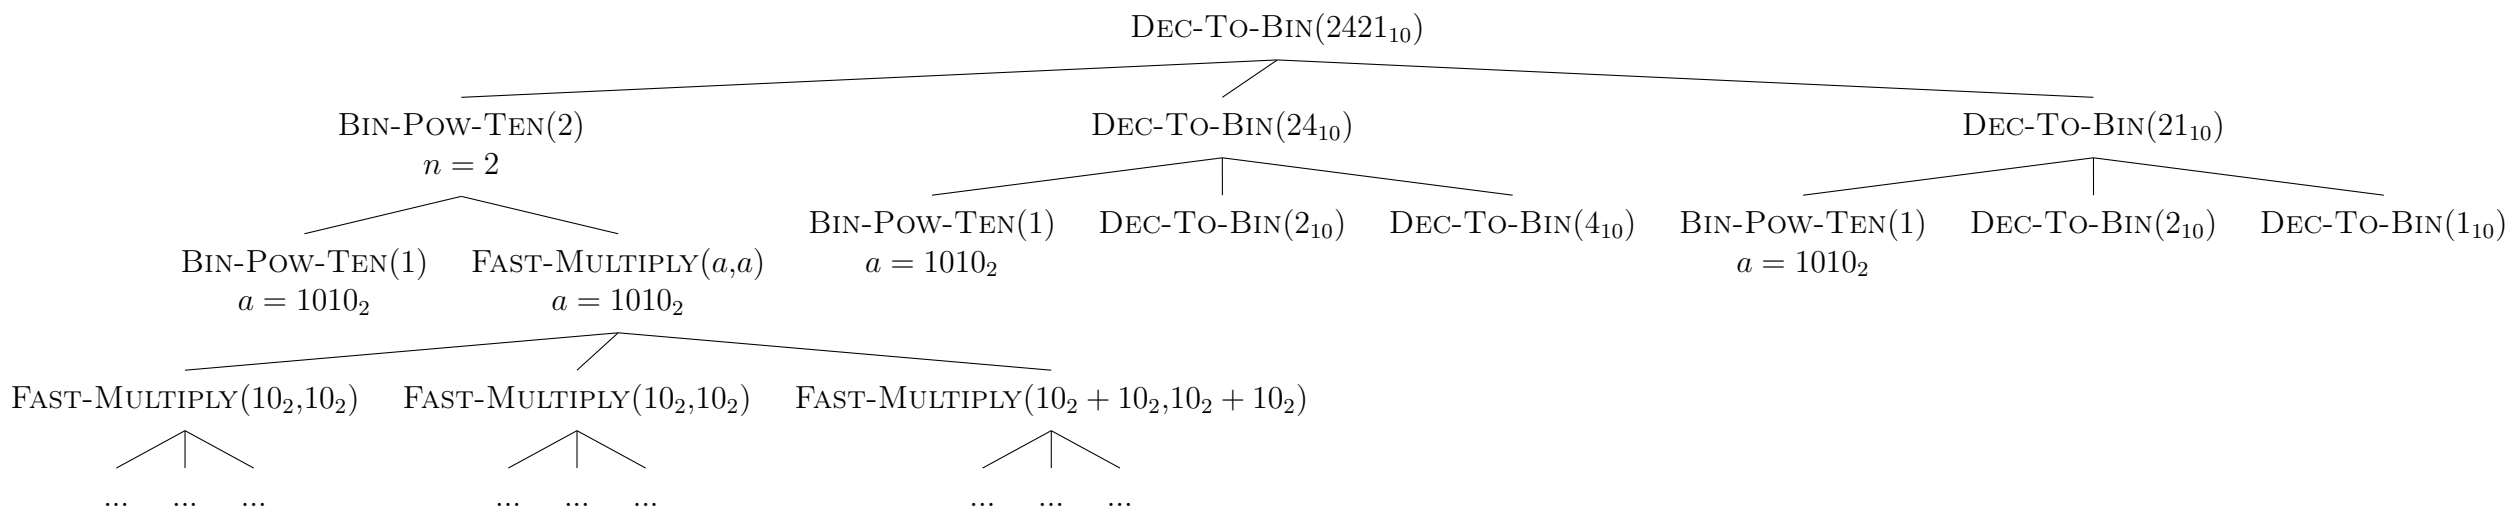 DEC-TO-BIN(2421₁₀)
BIN-POW-TEN(2) DEC-TO-BIN(24₁₀) DEC-TO-BIN(21₁₀)
n = 2
BIN-POW-TEN(1) DEC-TO-BIN(2₁₀) DEC-TO-BIN(4₁₀) BIN-POW-TEN(1) DEC-TO-BIN(2₁₀) DEC-TO-BIN(1₁₀)
BIN-POW-TEN(1) FAST-MULTIPLY(a,a) a = 1010₂ a = 1010₂
a = 1010₂ a = 1010₂
FAST-MULTIPLY(10₂,10₂) FAST-MULTIPLY(10₂,10₂) FAST-MULTIPLY(10₂ + 10₂,10₂ + 10₂)
... ... ... ... ... ... ... ... ...